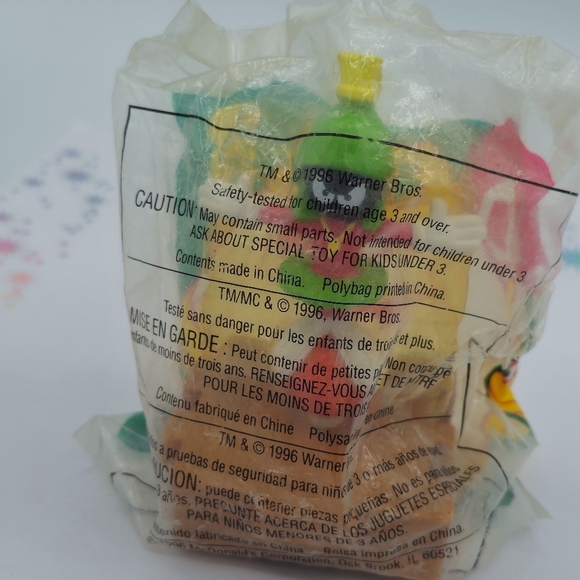 TM & © 1996 Warner Bros.
Safety-tested for children age 3 and over.
CAUTION: May contain small parts. Not intended for children under 3.
ASK ABOUT SPECIAL TOY FOR KIDS UNDER 3.
Contents made in China. Polybag printed in China.
TM/MC & © 1996, Warner Bros.
Testé sans danger pour les enfants de trois et plus.
MISE EN GARDE : Peut contenir de petites Non
de moins de trois ans. RENSEIGNEZ-VOUS ET DE
POUR LES MOINS DE TROIS
Contenu fabriqué en Chine en Chine
TM & © 1996 Warner
a pruebas de seguridad para niños de 3 o más años de
puede contener piezas pequeñas. No es
3 años. PREGUNTE ACERCA DE LOS JUGUETES ESPECIALES
PARA NIÑOS MENORES DE 3 AÑOS.
fabricado en China Bolsa impresa en China.
Corporation, Oak Brook, IL 60521